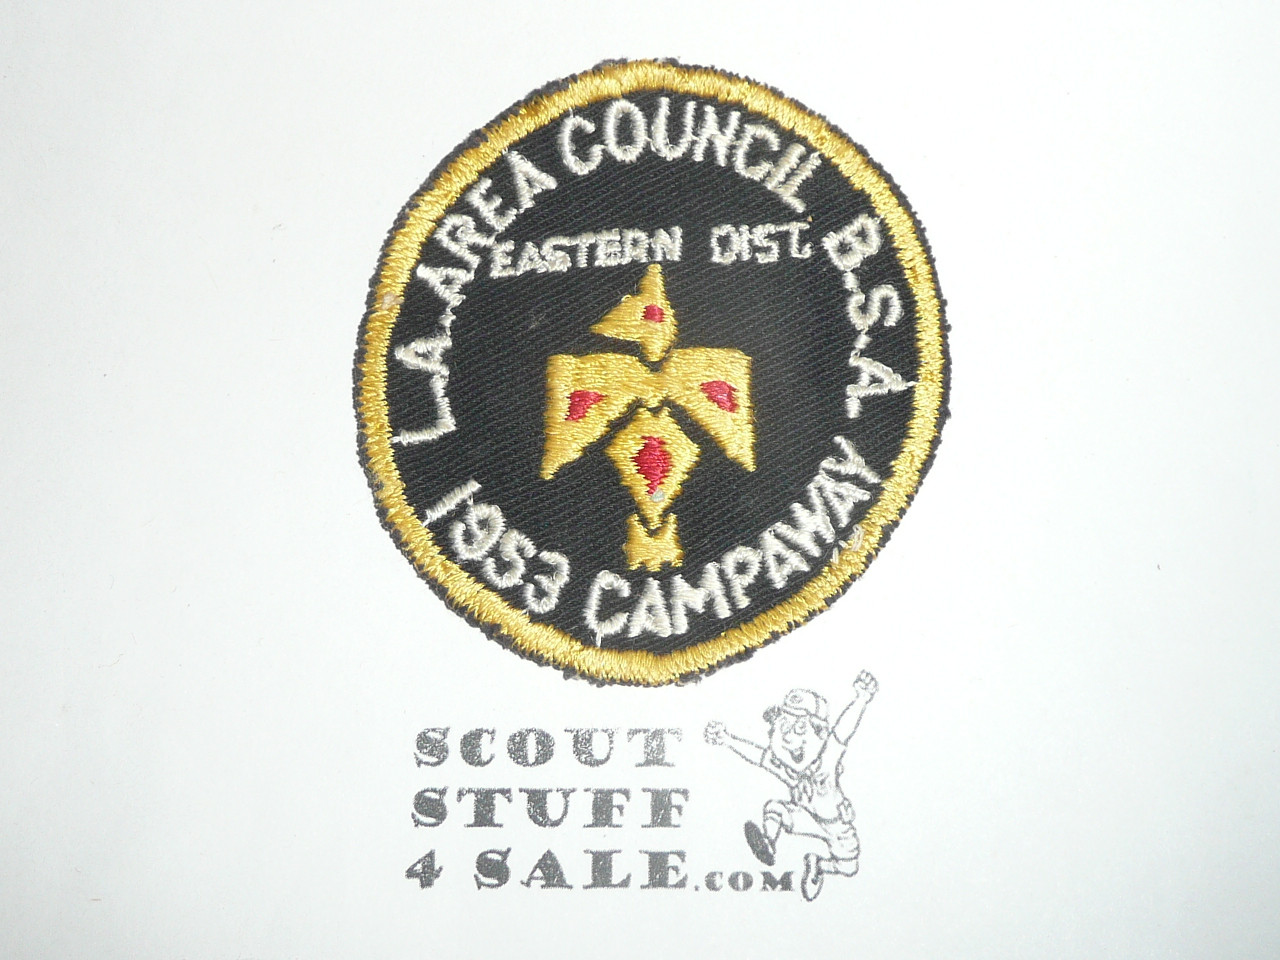 L.A. AREA COUNCIL B.S.A.
EASTERN DIST.
1953 CAMPAWAY
SCOUT
STUFF
4 SALE.COM